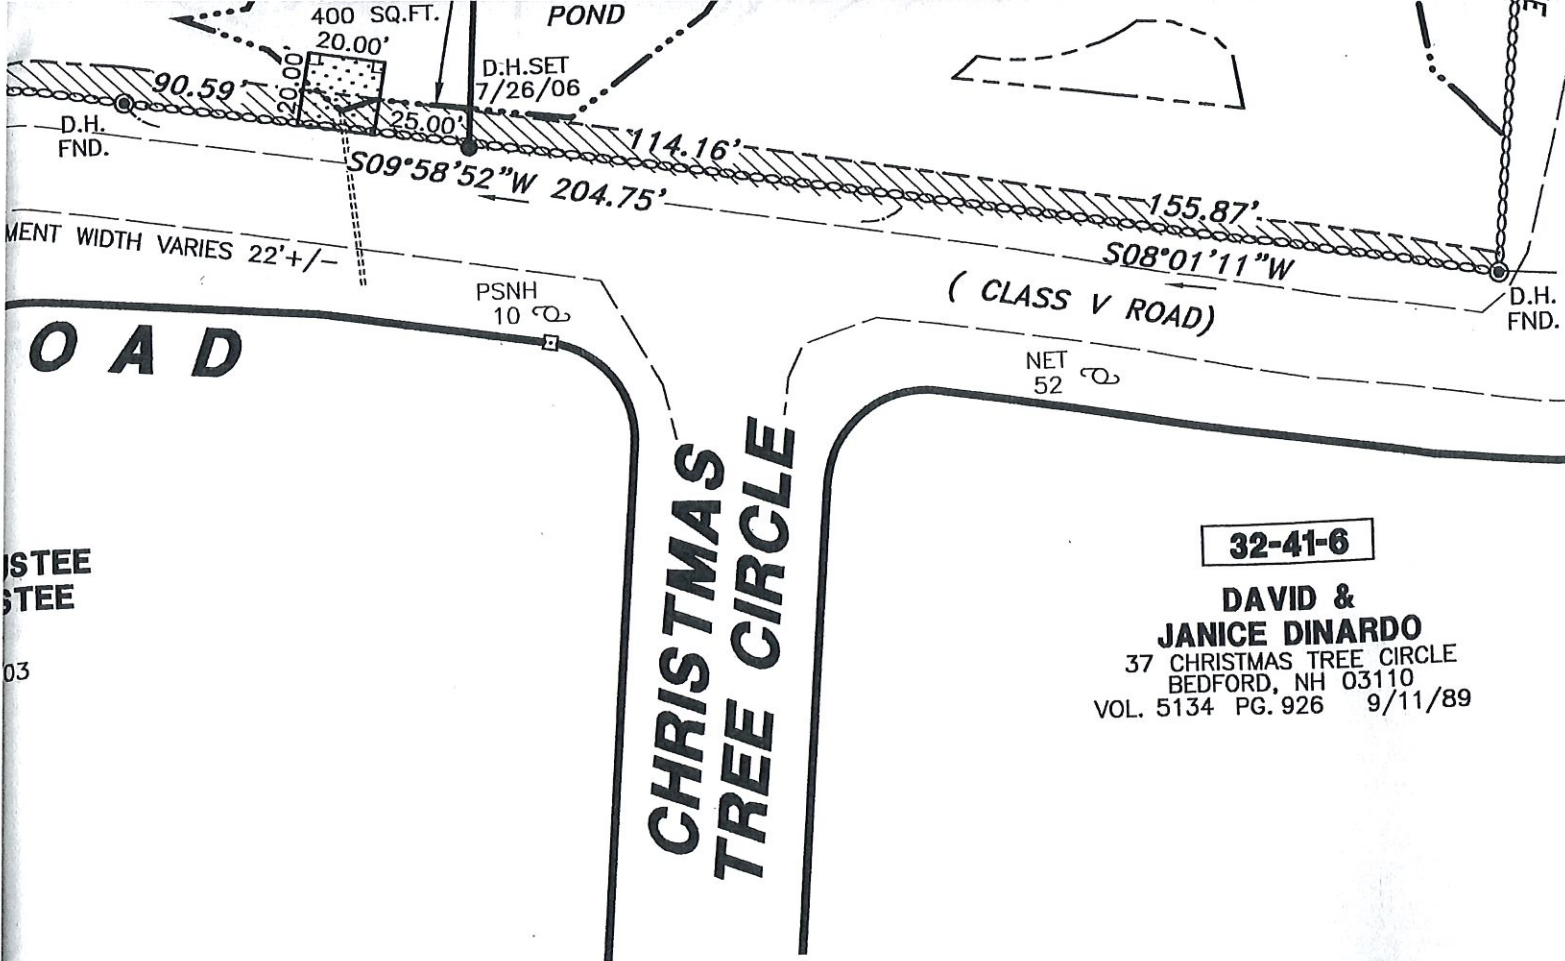 400 SQ.FT.
20.00'
20.00'
POND
D.H.SET
7/26/06
90.59'
25.00'
D.H.
FND.
114.16'
S09°58'52"W 204.75'
155.87'
S08°01'11"W
MENT WIDTH VARIES 22'+/-
( CLASS V ROAD)
D.H.
FND.
PSNH
10
OAD
NET
52
CHRISTMAS
TREE CIRCLE
32-41-6
DAVID &
JANICE DINARDO
37 CHRISTMAS TREE CIRCLE
BEDFORD, NH 03110
VOL. 5134 PG. 926 9/11/89
USTEE
STEE
03
E